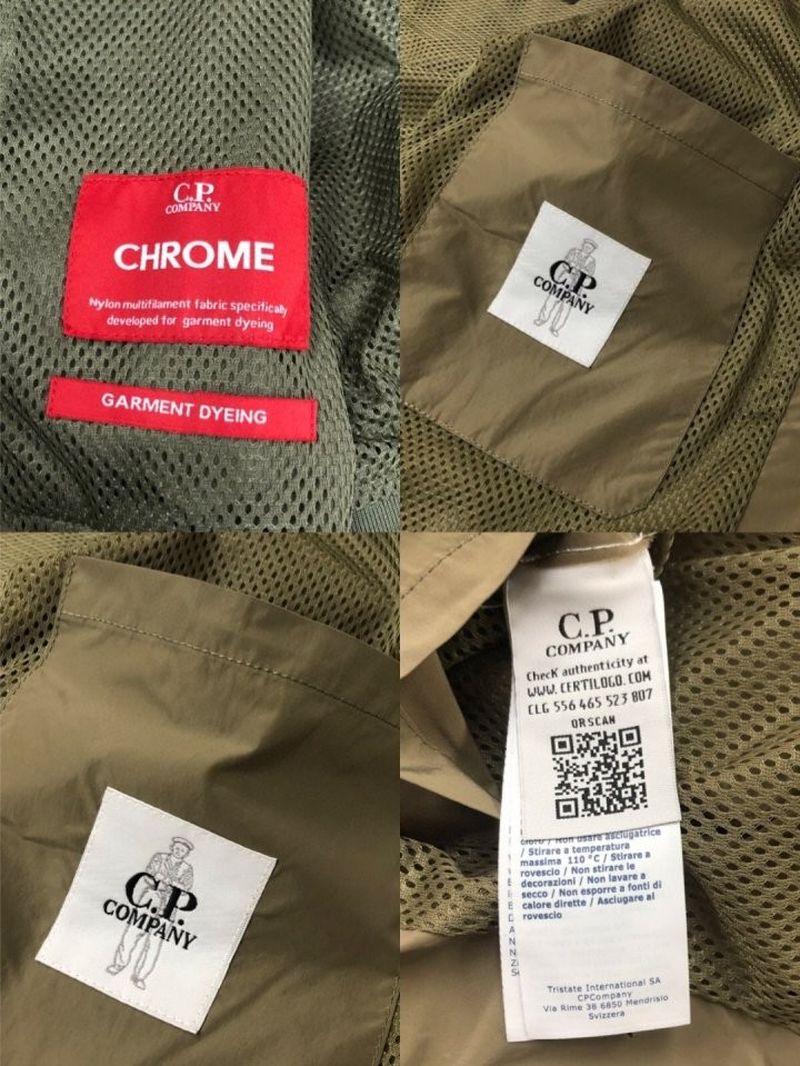 C.P.
COMPANY
CHROME
Nylon multifilament fabric specifically
developed for garment dyeing
GARMENT DYEING
C.P.
COMPANY
C.P.
COMPANY
C.P.
COMPANY
ChecK authenticity at
WWW.CERTILOGO.COM
CLG 556 465 523 807
OR SCAN
/ Non usare asciugatrice
/ Stirare a temperatura
massima 110 °C / Stirare a
rovescio / Non stirare le
decorazioni / Non lavare a
secco / Non esporre a fonti di
calore dirette / Asciugare al
rovescio
Tristate International SA
CPCompany
Via Rime 38 6850 Mendrisio
Svizzera